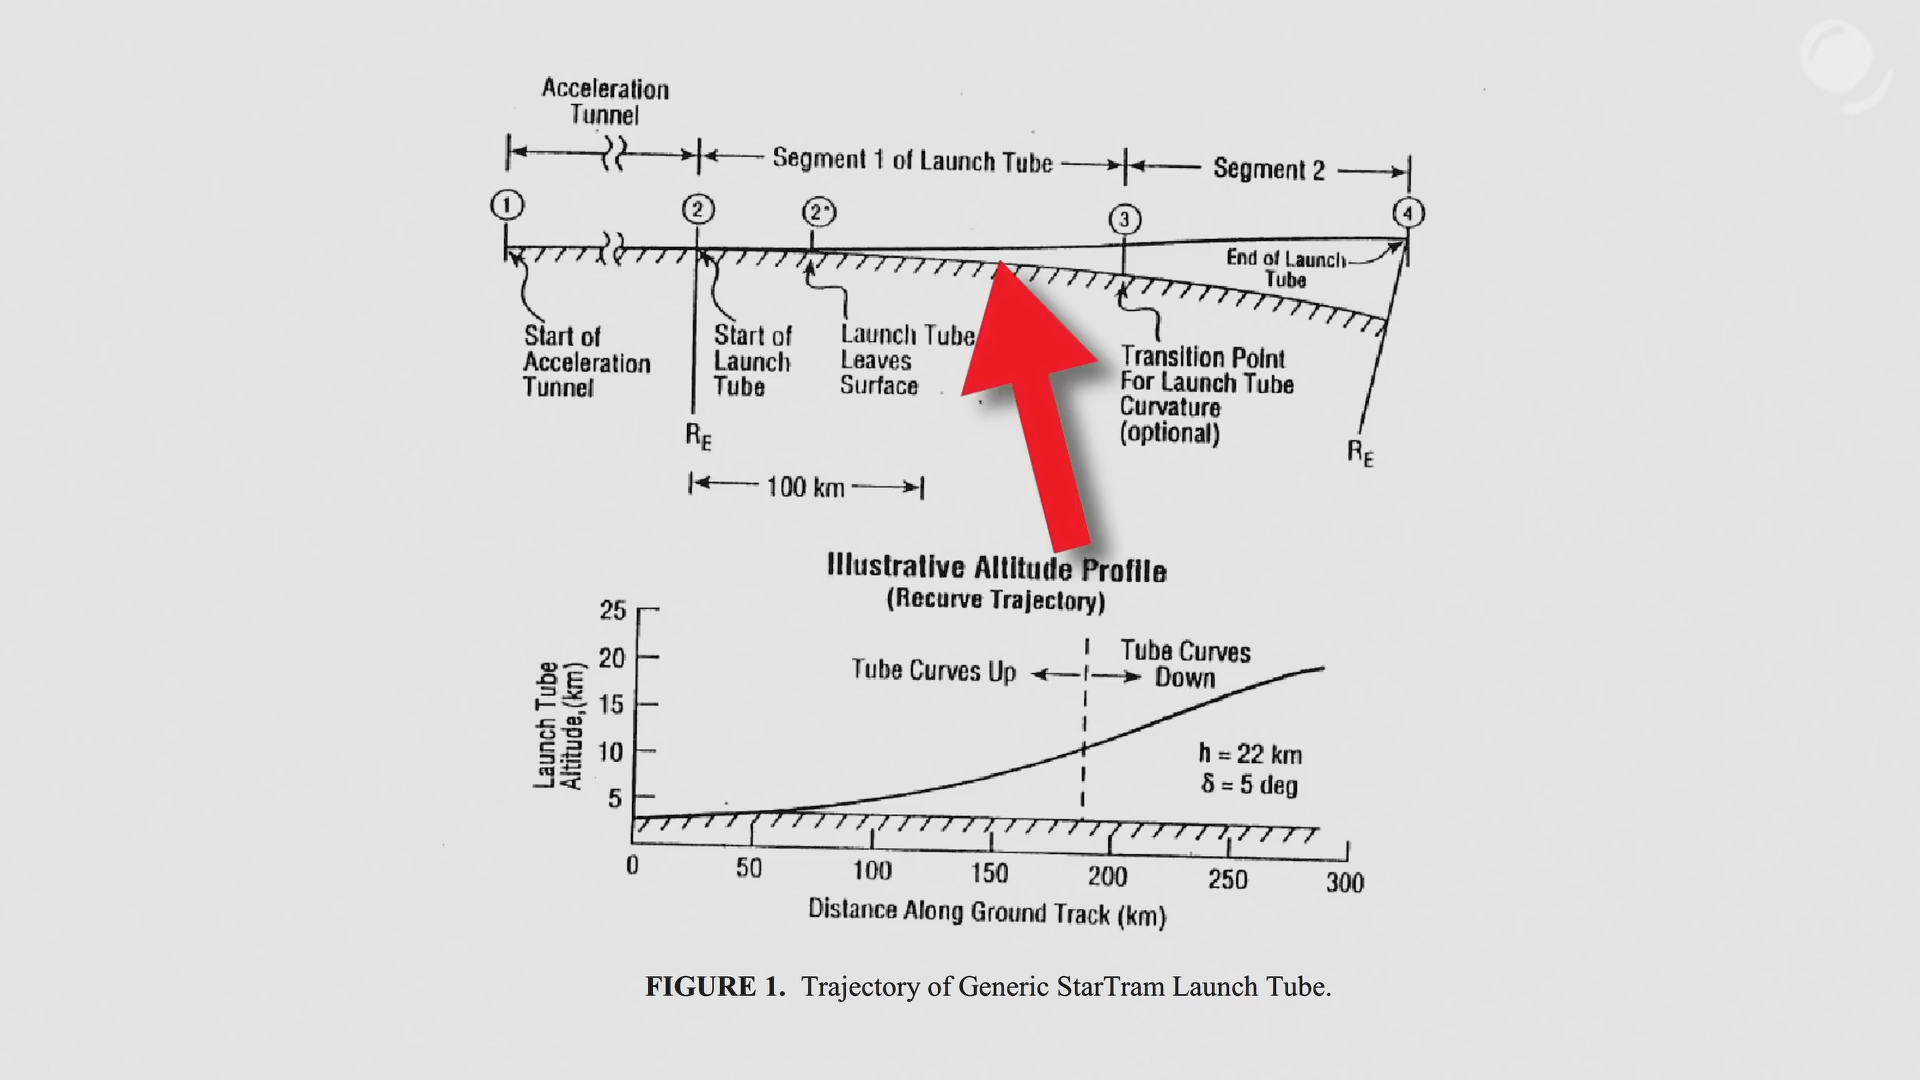 Acceleration
Tunnel
Segment 1 of Launch Tube
Segment 2
1
2
2*
3
4
End of Launch
Tube
Start of
Acceleration
Tunnel
Start of
Launch
Tube
Launch Tube
Leaves
Surface
Transition Point
For Launch Tube
Curvature
(optional)
RE
RE
100 km
Illustrative Altitude Profile
(Recurve Trajectory)
25
20
15
10
5
Launch Tube
Altitude, (km)
Tube Curves Up
Tube Curves
Down
h = 22 km
δ = 5 deg
0
50
100
150
200
250
300
Distance Along Ground Track (km)
FIGURE 1. Trajectory of Generic StarTram Launch Tube.